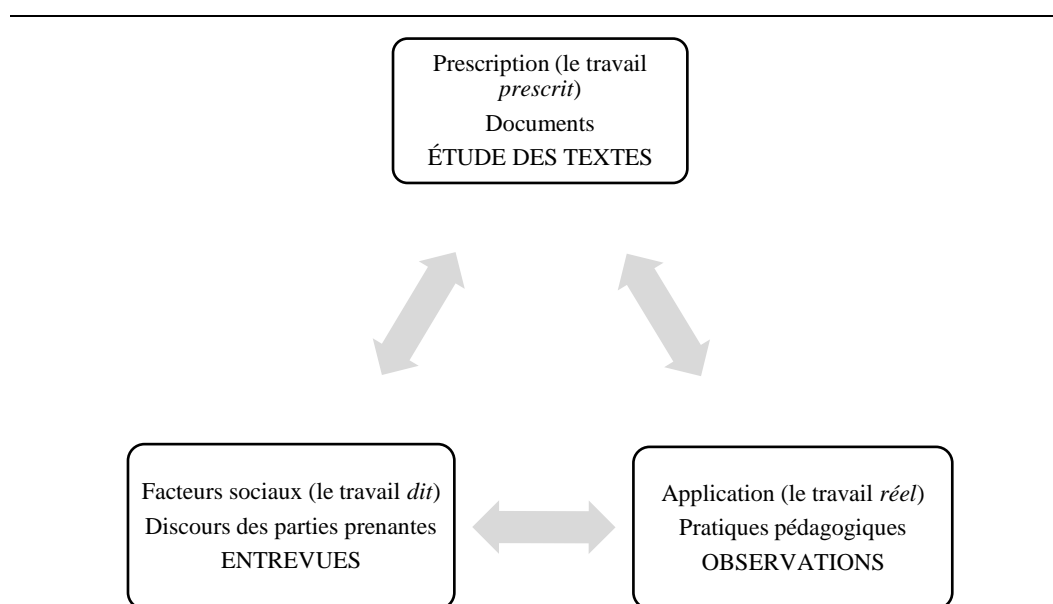 Prescription (le travail
prescrit)
Documents
ÉTUDE DES TEXTES
Facteurs sociaux (le travail dit)
Discours des parties prenantes
ENTREVUES
Application (le travail réel)
Pratiques pédagogiques
OBSERVATIONS